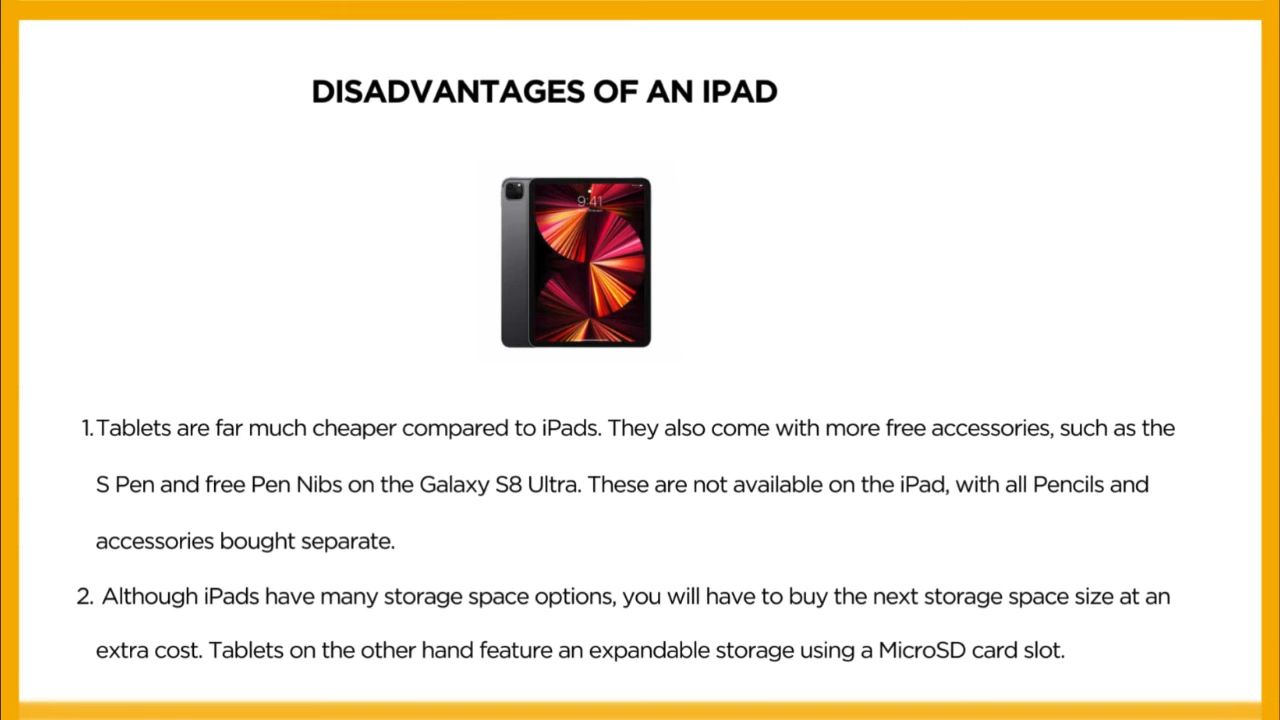 DISADVANTAGES OF AN IPAD
9:41
1. Tablets are far much cheaper compared to iPads. They also come with more free accessories, such as the
S Pen and free Pen Nibs on the Galaxy S8 Ultra. These are not available on the iPad, with all Pencils and
accessories bought separate.
2. Although iPads have many storage space options, you will have to buy the next storage space size at an
extra cost. Tablets on the other hand feature an expandable storage using a MicroSD card slot.